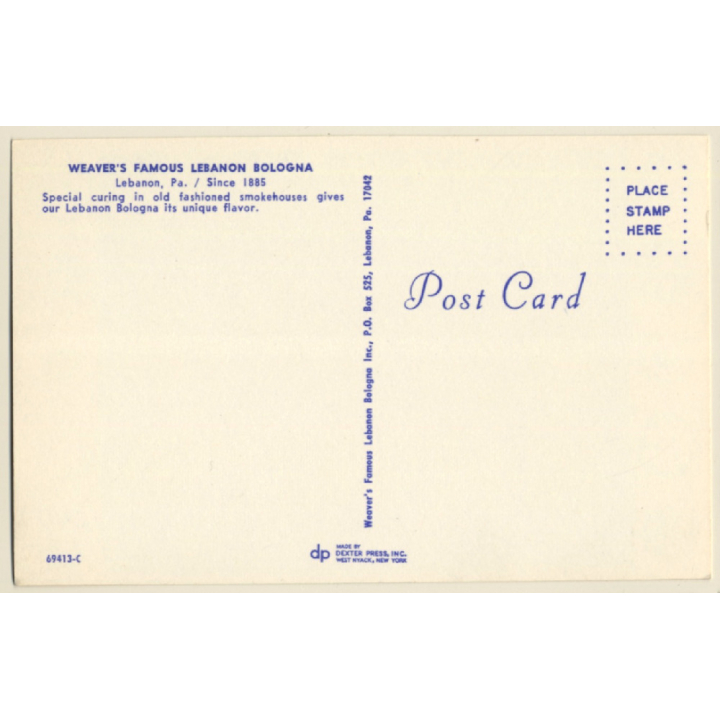 WEAVER'S FAMOUS LEBANON BOLOGNA
Lebanon, Pa. / Since 1885
Special curing in old fashioned smokehouses gives
our Lebanon Bologna its unique flavor.
Weaver's Famous Lebanon Bologna Inc., P.O. Box 525, Lebanon, Pa. 17042
PLACE
STAMP
HERE
Post Card
69413-C
dp
MADE BY
DEXTER PRESS, INC.
WEST NYACK, NEW YORK